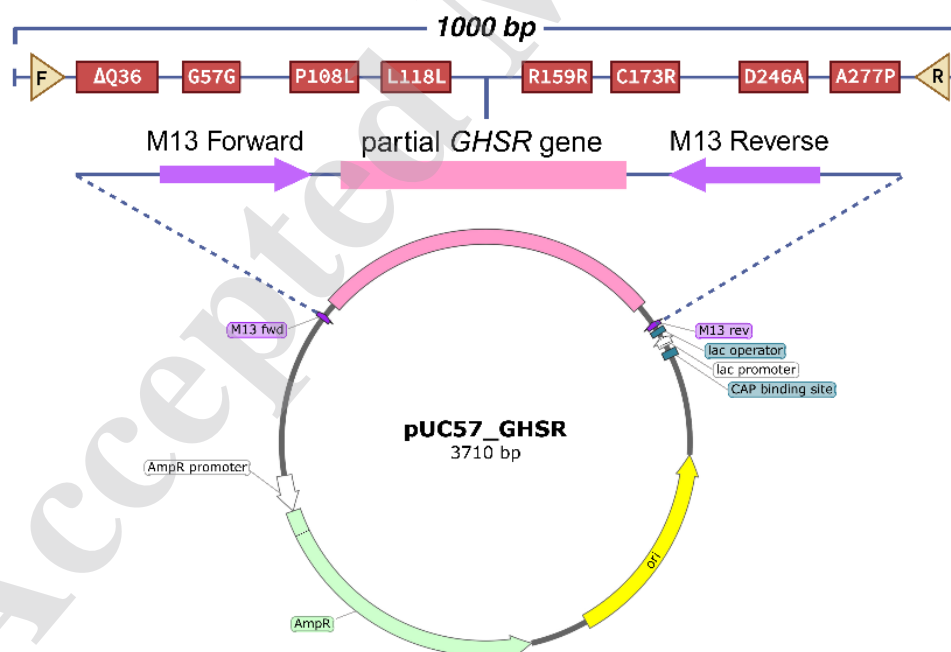 1000 bp
F ΔQ36 G57G P108L L118L R159R C173R D246A A277P R
M13 Forward partial GHSR gene M13 Reverse
M13 fwd
M13 rev
lac operator
lac promoter
CAP binding site
pUC57_GHSR
3710 bp
AmpR promoter
ori
AmpR
Accepted M